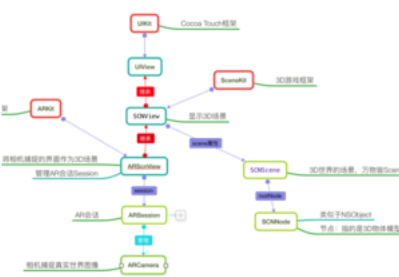 UIKit
Cocoa Touch框架
UIView
继承
SceneKit
3D游戏框架
架
ARKit
SCNView
显示3D场景
继承
scene属性
将相机捕捉的界面作为3D场景
管理AR会话Session
ARScnView
SCNScene
3D世界的场景，万物皆Scen
session
rootNode
AR会话
ARSession
SCNNode
类似于NSObject
节点：指的是3D物体模型
管理
相机捕捉真实世界图像
ARCamera